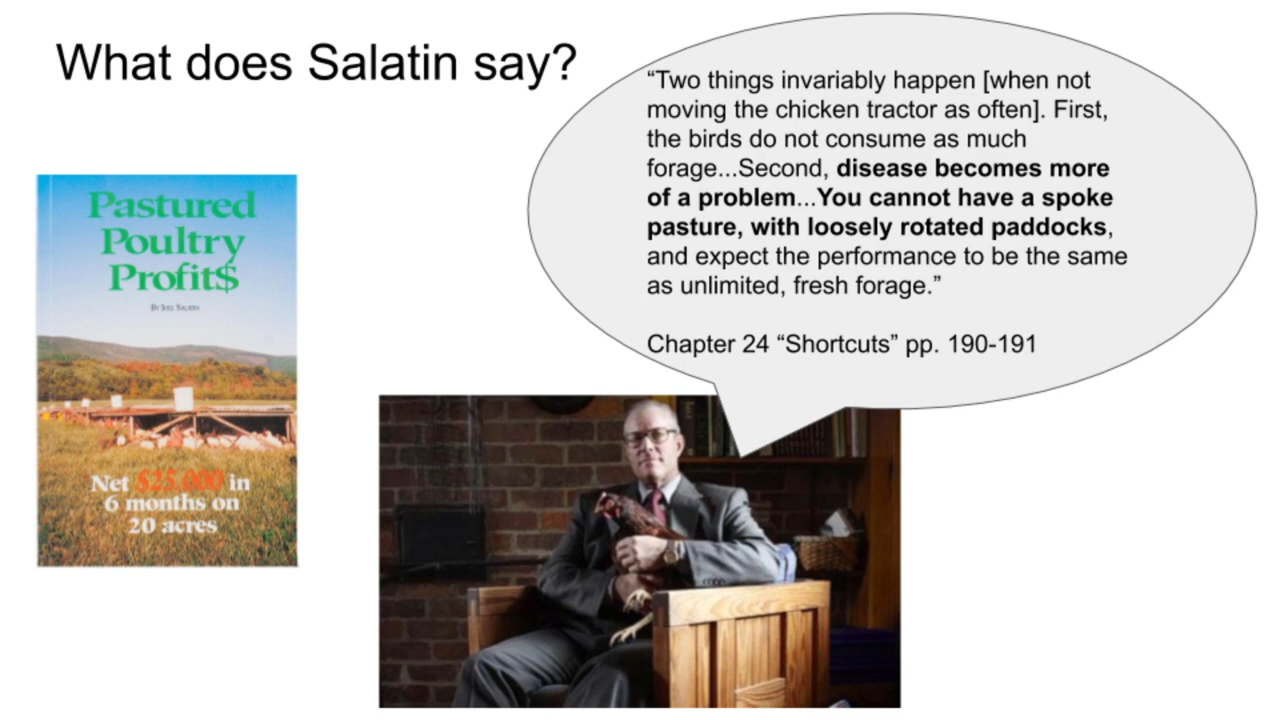 What does Salatin say?
“Two things invariably happen [when not
moving the chicken tractor as often]. First,
the birds do not consume as much
forage...Second, disease becomes more
of a problem...You cannot have a spoke
pasture, with loosely rotated paddocks,
and expect the performance to be the same
as unlimited, fresh forage.”
Chapter 24 “Shortcuts” pp. 190-191
Pastured
Poultry
Profit$
By Joel Salatin
Net $25,000 in
6 months on
20 acres